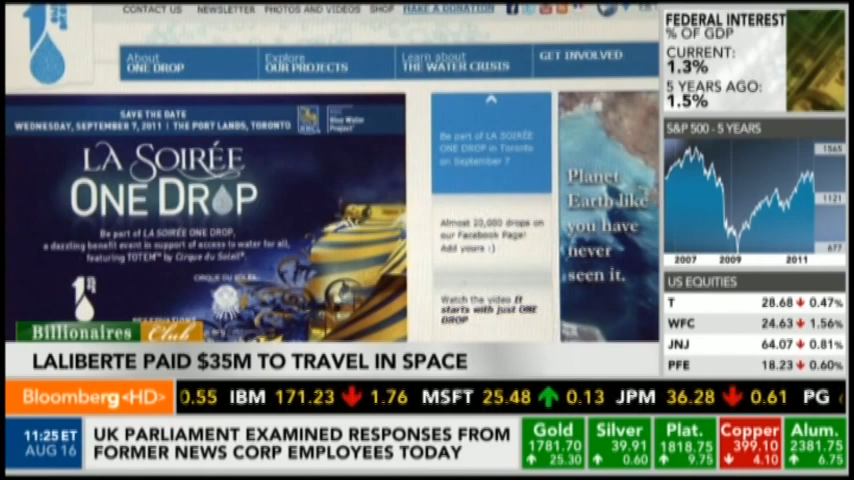 CONTACT US NEWSLETTER PHOTOS AND VIDEOS SHOP MAKE A DONATION
ONE DROP
About
ONE DROP
Explore
OUR PROJECTS
Learn about
THE WATER CRISIS
GET INVOLVED
SAVE THE DATE
WEDNESDAY, SEPTEMBER 7, 2011 | THE PORT LANDS, TORONTO
RBC
Blue Water
Project
LA SOIRÉE
ONE DROP
Be part of LA SOIRÉE ONE DROP,
a dazzling benefit event in support of access to water for all,
featuring TOTEM™ by Cirque du Soleil®.
CIRQUE DU SOLEIL
Be part of LA SOIRÉE
ONE DROP in Toronto
on September 7
Almost 20,000 drops on
our Facebook Page!
Add yours :)
Watch the video It
starts with just ONE
DROP
Planet
Earth like
you have
never
seen it.
Billionaires Club
LALIBERTE PAID $35M TO TRAVEL IN SPACE
FEDERAL INTEREST
% OF GDP
CURRENT:
1.3%
5 YEARS AGO:
1.5%
S&P 500 - 5 YEARS
1565
1121
677
2007 2009 2011
US EQUITIES
T 28.68 0.47%
WFC 24.63 1.56%
JNJ 64.07 0.81%
PFE 18.23 0.60%
Bloomberg<HD> 0.55 IBM 171.23 1.76 MSFT 25.48 0.13 JPM 36.28 0.61 PG
11:25 ET
AUG 16
UK PARLIAMENT EXAMINED RESPONSES FROM
FORMER NEWS CORP EMPLOYEES TODAY
Gold
1781.70
25.30
Silver
39.91
0.60
Plat.
1818.75
9.75
Copper
399.10
4.10
Alum.
2381.75
6.75